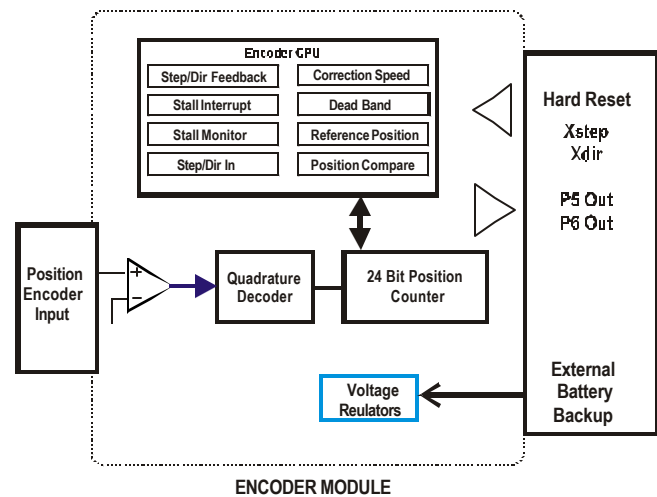 Encoder CPU
Step/Dir Feedback
Correction Speed
Stall Interrupt
Dead Band
Stall Monitor
Reference Position
Step/Dir In
Position Compare
Hard Reset
Xstep
Xdir
P5 Out
P6 Out
Position
Encoder
Input
+
−
Quadrature
Decoder
24 Bit Position
Counter
Voltage
Reulators
External
Battery
Backup
ENCODER MODULE